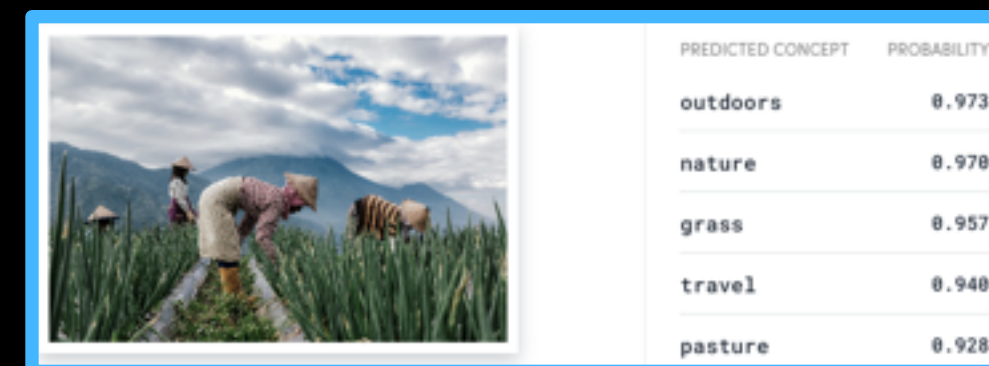 PREDICTED CONCEPT PROBABILITY
outdoors 0.973
nature 0.970
grass 0.957
travel 0.940
pasture 0.928